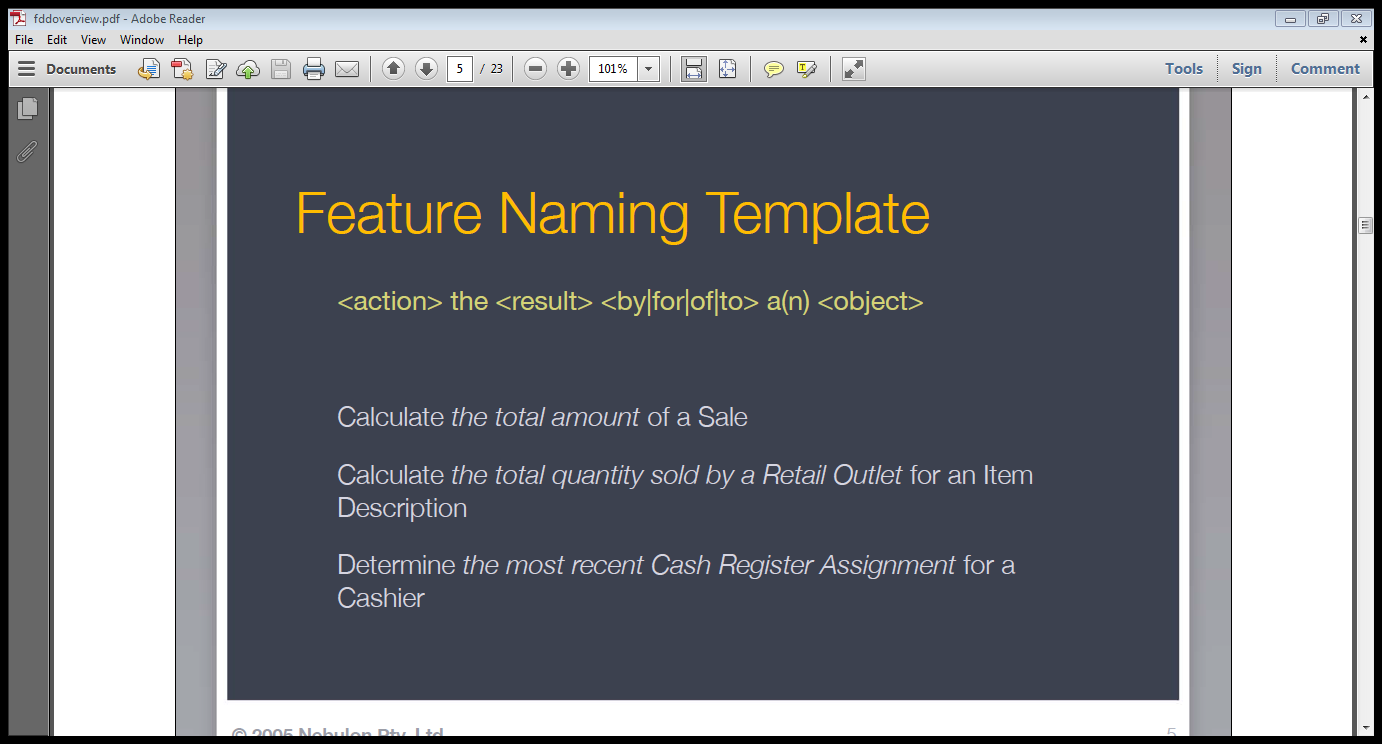 fddoverview.pdf - Adobe Reader
File Edit View Window Help
Documents 5 / 23 101% Tools Sign Comment
Feature Naming Template
<action> the <result> <by|for|of|to> a(n) <object>
Calculate the total amount of a Sale
Calculate the total quantity sold by a Retail Outlet for an Item
Description
Determine the most recent Cash Register Assignment for a
Cashier
© 2005 Nebulon Pty. Ltd. 5